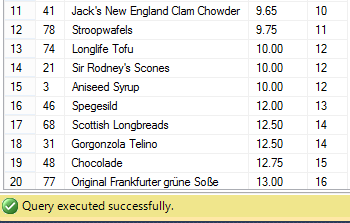 11 41 Jack's New England Clam Chowder 9.65 10
12 78 Stroopwafels 9.75 11
13 74 Longlife Tofu 10.00 12
14 21 Sir Rodney's Scones 10.00 12
15 3 Aniseed Syrup 10.00 12
16 46 Spegesild 12.00 13
17 68 Scottish Longbreads 12.50 14
18 31 Gorgonzola Telino 12.50 14
19 48 Chocolade 12.75 15
20 77 Original Frankfurter grüne Soße 13.00 16
Query executed successfully.